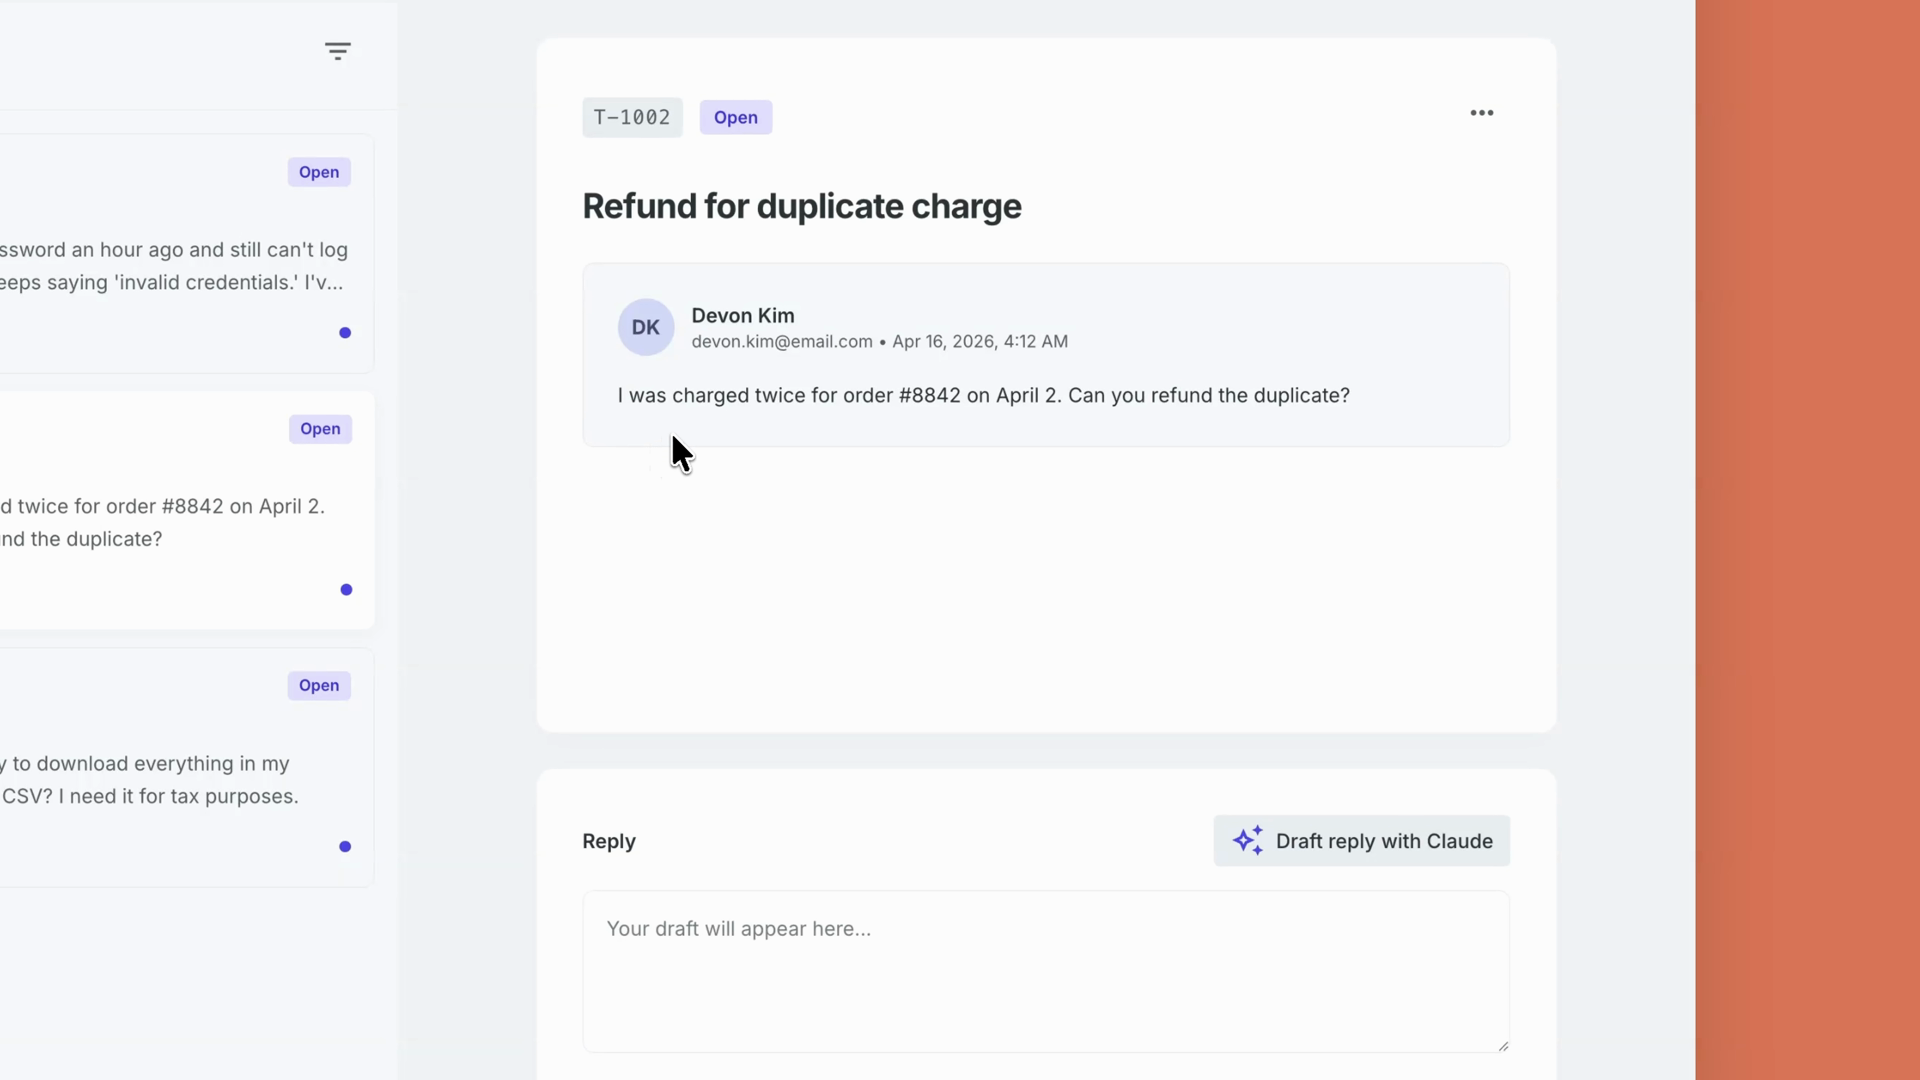 Open
ssword an hour ago and still can't log
eeps saying 'invalid credentials.' I'v...
Open
d twice for order #8842 on April 2.
nd the duplicate?
Open
y to download everything in my
CSV? I need it for tax purposes.
T-1002
Open
Refund for duplicate charge
DK
Devon Kim
devon.kim@email.com • Apr 16, 2026, 4:12 AM
I was charged twice for order #8842 on April 2. Can you refund the duplicate?
Reply
Draft reply with Claude
Your draft will appear here...